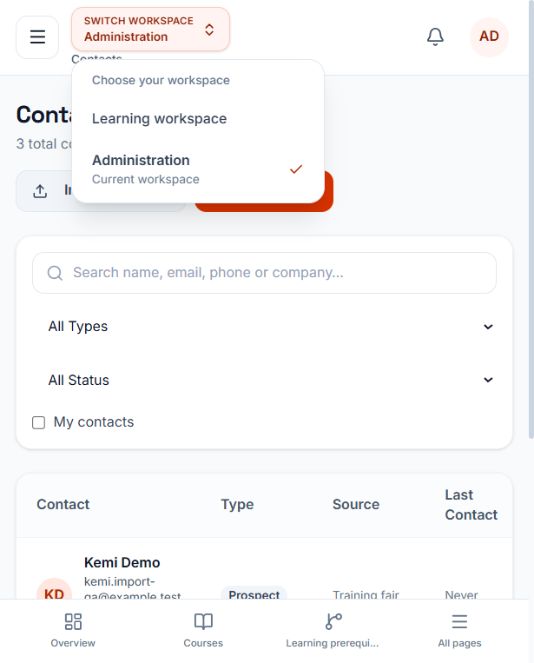 SWITCH WORKSPACE
Administration
AD
Contacts
Choose your workspace
Learning workspace
Administration
Current workspace
3 total
Search name, email, phone or company...
All Types
All Status
My contacts
Contact
Type
Source
Last
Contact
Kemi Demo
kemi.import-
qa@example.test
KD
Prospect
Training fair
Never
Overview
Courses
Learning prerequi...
All pages